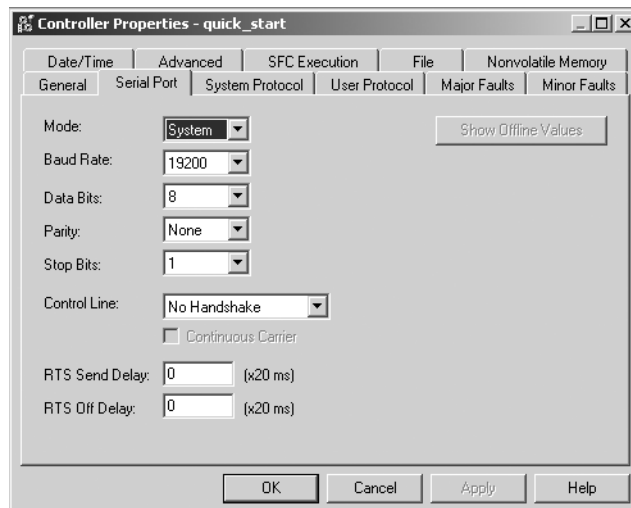 Controller Properties - quick_start
Date/Time Advanced SFC Execution File Nonvolatile Memory
General Serial Port System Protocol User Protocol Major Faults Minor Faults
Mode: System Show Offline Values
Baud Rate: 19200
Data Bits: 8
Parity: None
Stop Bits: 1
Control Line: No Handshake
Continuous Carrier
RTS Send Delay: 0 (x20 ms)
RTS Off Delay: 0 (x20 ms)
OK Cancel Apply Help